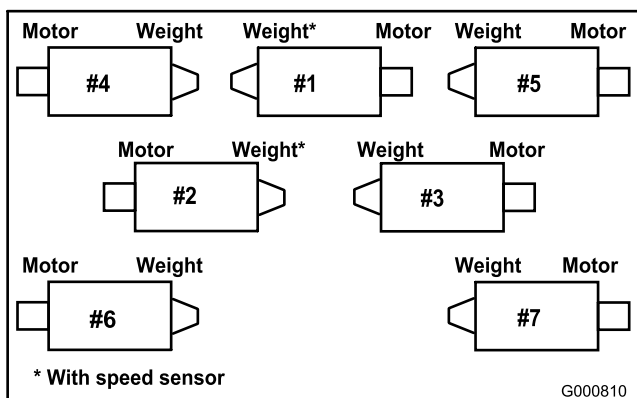 Motor Weight Weight* Motor Weight Motor
#4 #1 #5
Motor Weight* Weight Motor
#2 #3
Motor Weight Weight Motor
#6 #7
* With speed sensor
G000810